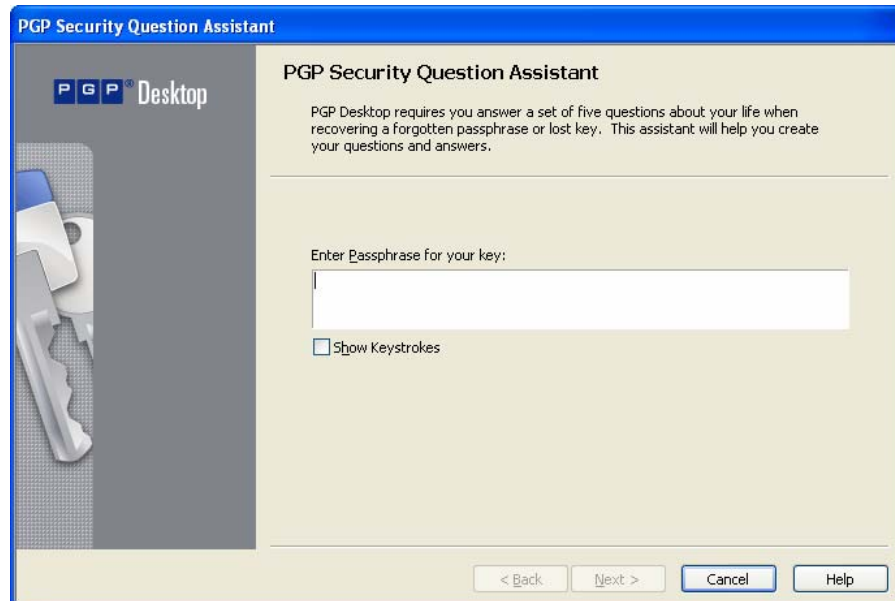 PGP Security Question Assistant
PGP® Desktop
PGP Security Question Assistant
PGP Desktop requires you answer a set of five questions about your life when
recovering a forgotten passphrase or lost key. This assistant will help you create
your questions and answers.
Enter Passphrase for your key:
Show Keystrokes
< Back
Next >
Cancel
Help